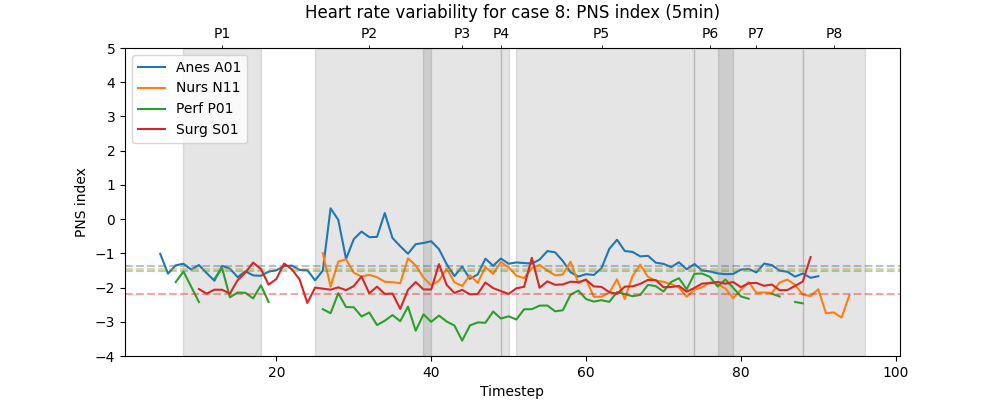 Heart rate variability for case 8: PNS index (5min)
P1 P2 P3 P4 P5 P6 P7 P8
5
4
3
2
1
0
−1
−2
−3
−4
PNS index
Anes A01
Nurs N11
Perf P01
Surg S01
20 40 60 80 100
Timestep